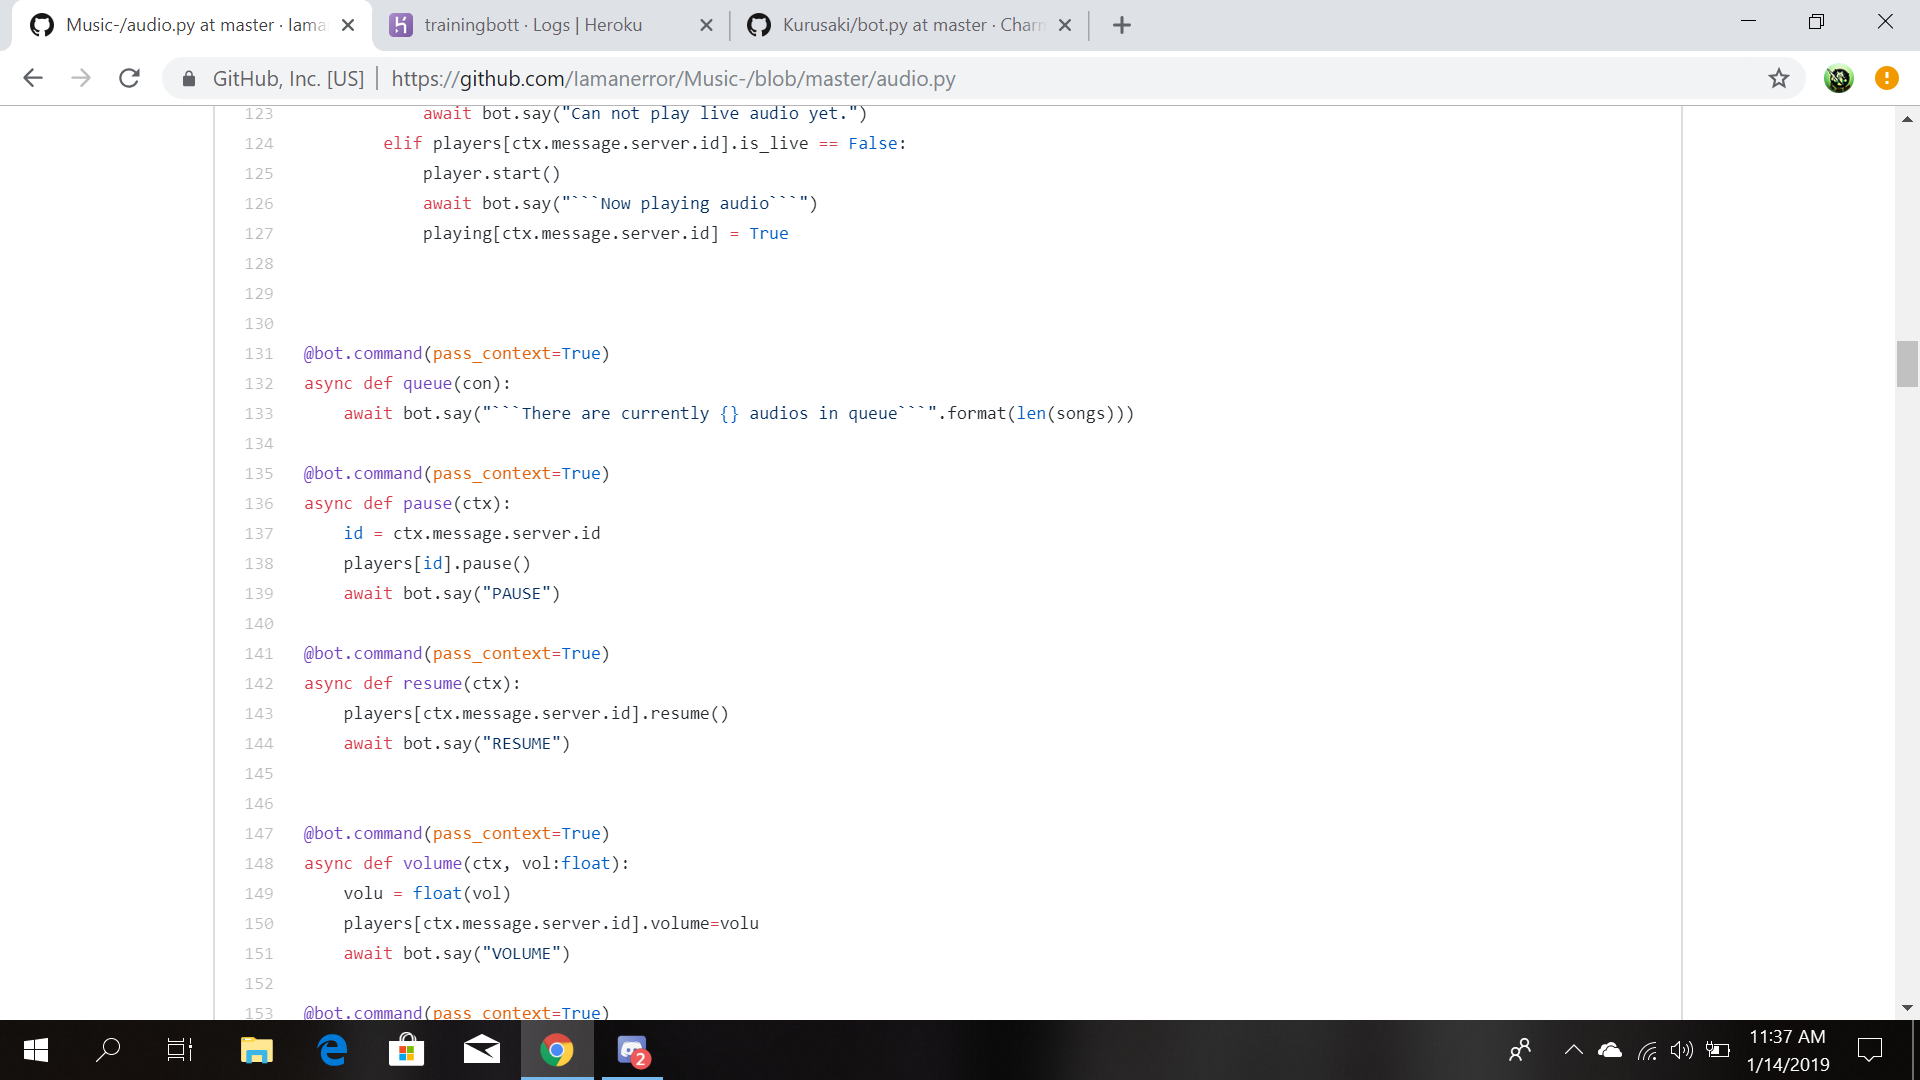 Music-/audio.py at master · Iama
trainingbott · Logs | Heroku
Kurusaki/bot.py at master · Charm
GitHub, Inc. [US] | https://github.com/Iamanerror/Music-/blob/master/audio.py
123 await bot.say("Can not play live audio yet.")
124 elif players[ctx.message.server.id].is_live == False:
125 player.start()
126 await bot.say("```Now playing audio```")
127 playing[ctx.message.server.id] = True
128
129
130
131 @bot.command(pass_context=True)
132 async def queue(con):
133 await bot.say("```There are currently {} audios in queue```".format(len(songs)))
134
135 @bot.command(pass_context=True)
136 async def pause(ctx):
137 id = ctx.message.server.id
138 players[id].pause()
139 await bot.say("PAUSE")
140
141 @bot.command(pass_context=True)
142 async def resume(ctx):
143 players[ctx.message.server.id].resume()
144 await bot.say("RESUME")
145
146
147 @bot.command(pass_context=True)
148 async def volume(ctx, vol:float):
149 volu = float(vol)
150 players[ctx.message.server.id].volume=volu
151 await bot.say("VOLUME")
152
153 @bot.command(pass_context=True)
2
11:37 AM
1/14/2019